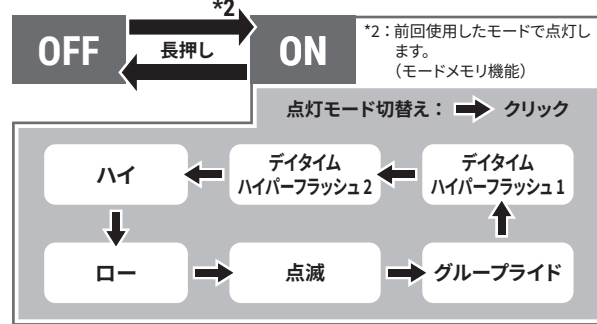 *2
OFF
長押し
ON
*2：前回使用したモードで点灯し
ます。
（モードメモリ機能）
点灯モード切替え： クリック
ハイ
デイタイム
ハイパーフラッシュ2
デイタイム
ハイパーフラッシュ1
ロー
点滅
グループライド